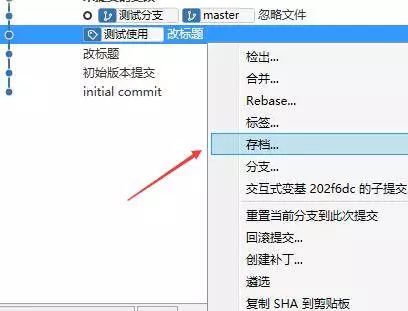 测试分支 master 忽略文件
测试使用 改标题
改标题
初始版本提交
initial commit
检出...
合并...
Rebase...
标签...
存档...
分支...
交互式变基 202f6dc 的子提交
重置当前分支到此次提交
回滚提交...
创建补丁...
遴选
复制 SHA 到剪贴板